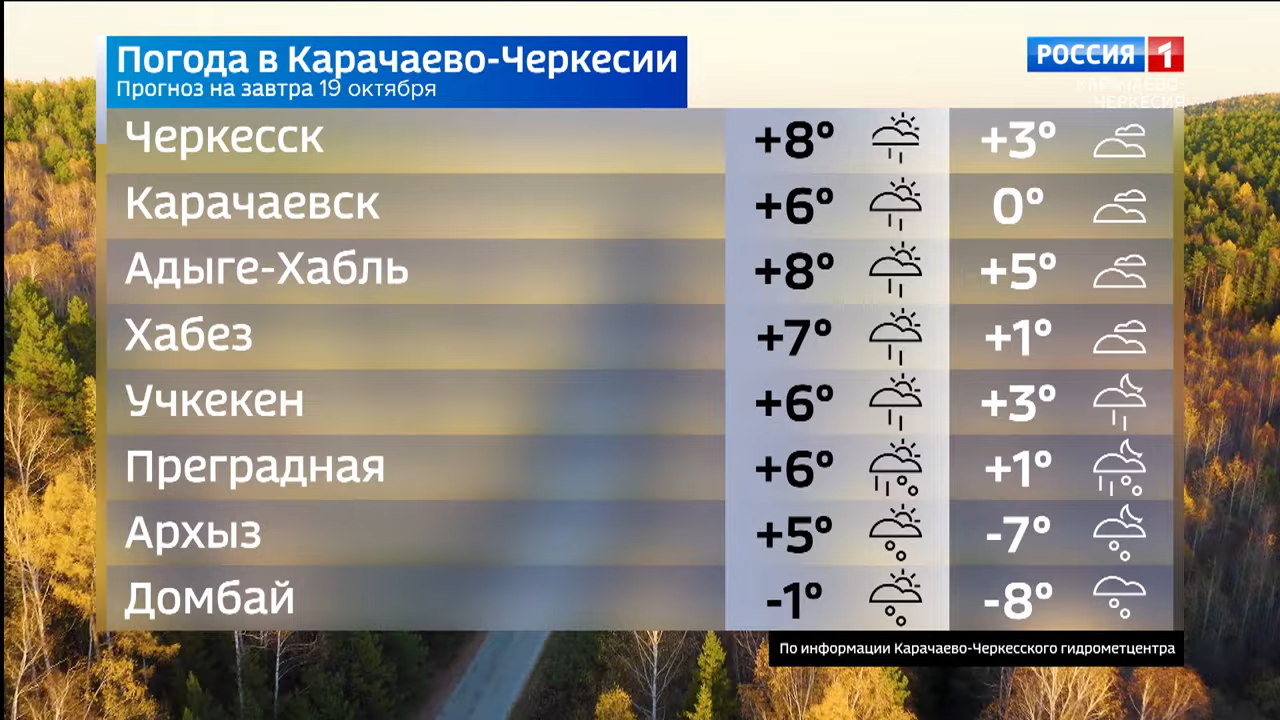 Погода в Карачаево-Черкесии
Прогноз на завтра 19 октября
РОССИЯ 1
КАРАЧАЕВО-
ЧЕРКЕСИЯ
Черкесск +8° +3°
Карачаевск +6° 0°
Адыге-Хабль +8° +5°
Хабез +7° +1°
Учкекен +6° +3°
Преградная +6° +1°
Архыз +5° -7°
Домбай -1° -8°
По информации Карачаево-Черкесского гидрометцентра